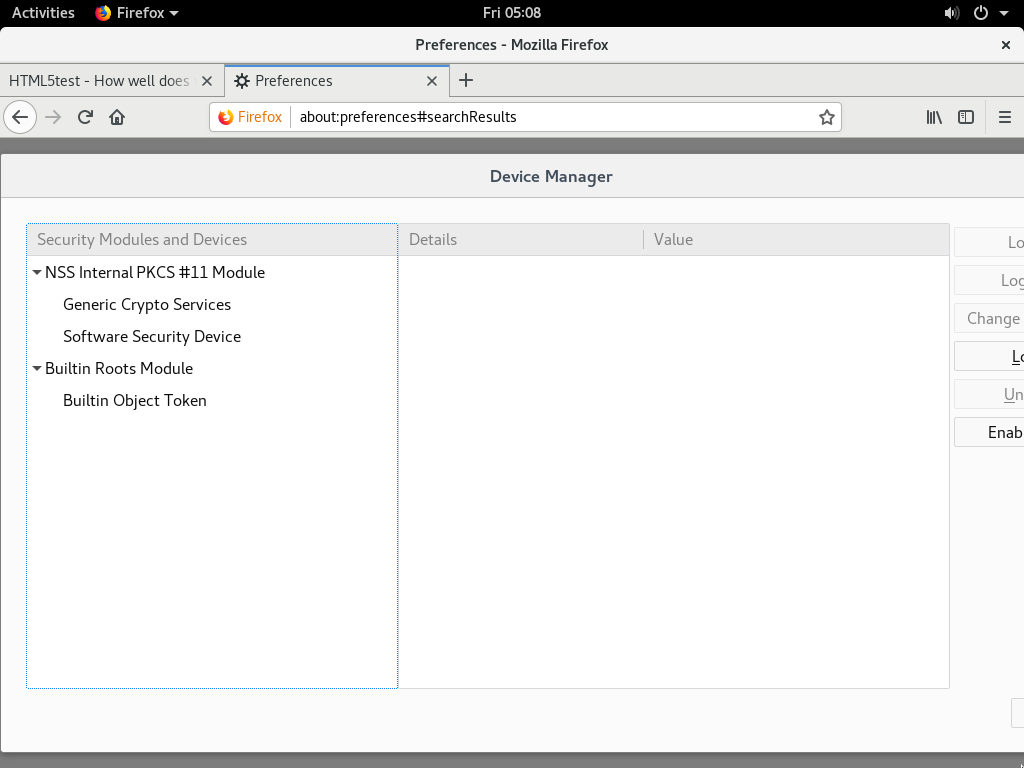 Activities Firefox Fri 05:08
Preferences - Mozilla Firefox
HTML5test - How well does Preferences
Firefox about:preferences#searchResults
Device Manager
Security Modules and Devices Details Value
NSS Internal PKCS #11 Module
Generic Crypto Services
Software Security Device
Builtin Roots Module
Builtin Object Token
Lo
Log
Change
Lo
Un
Enab